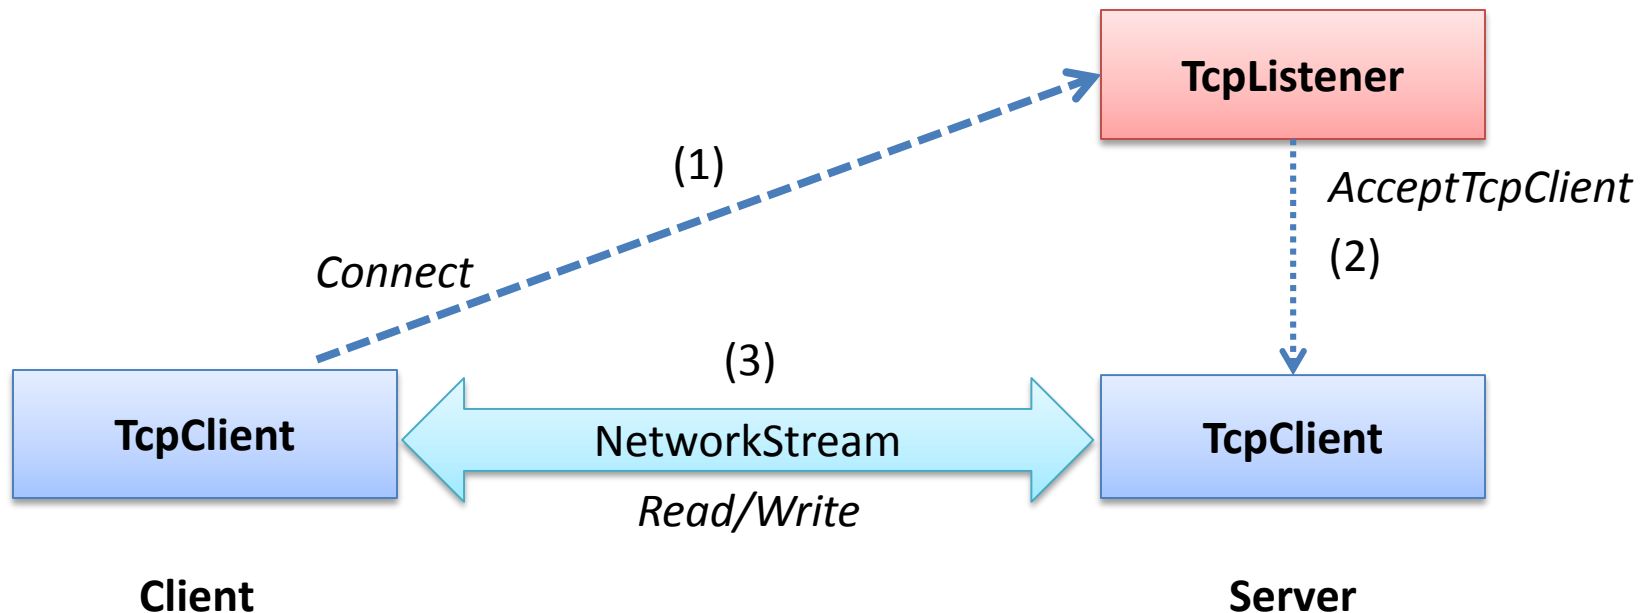 TcpListener
(1)
AcceptTcpClient
(2)
Connect
(3)
TcpClient
NetworkStream
TcpClient
Read/Write
Client
Server